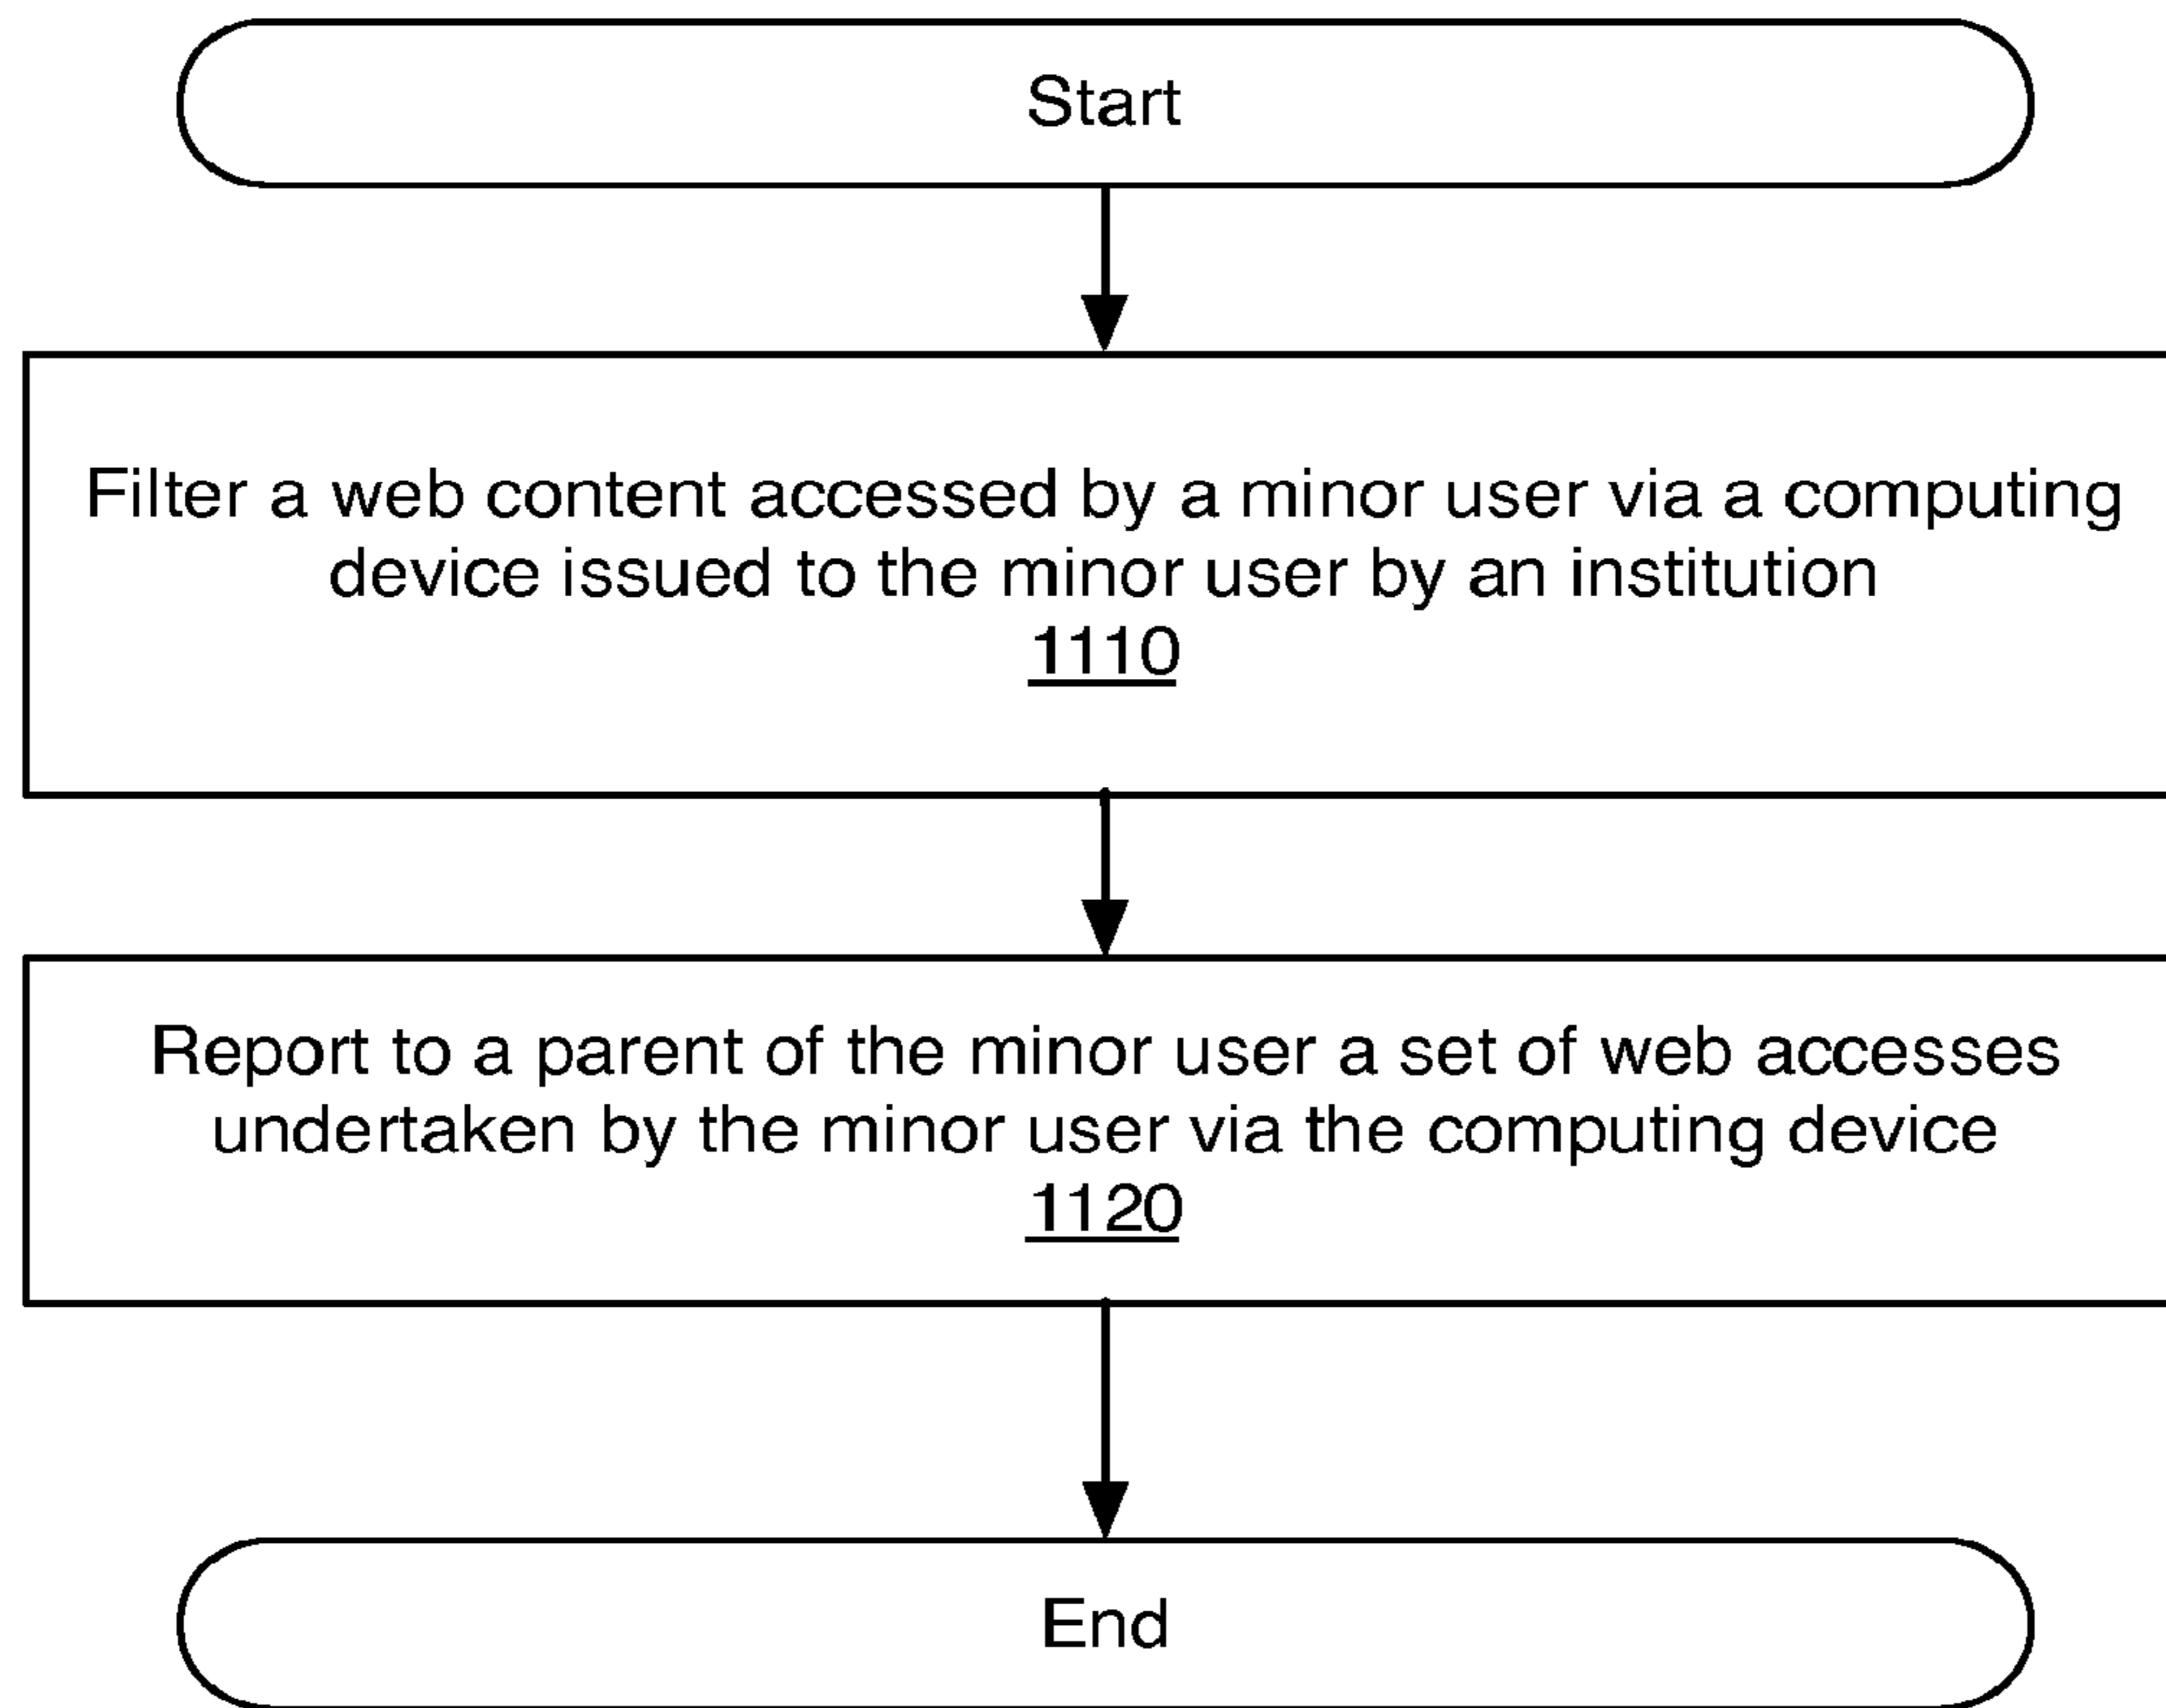 Start
Filter a web content accessed by a minor user via a computing
device issued to the minor user by an institution
1110
Report to a parent of the minor user a set of web accesses
undertaken by the minor user via the computing device
1120
End